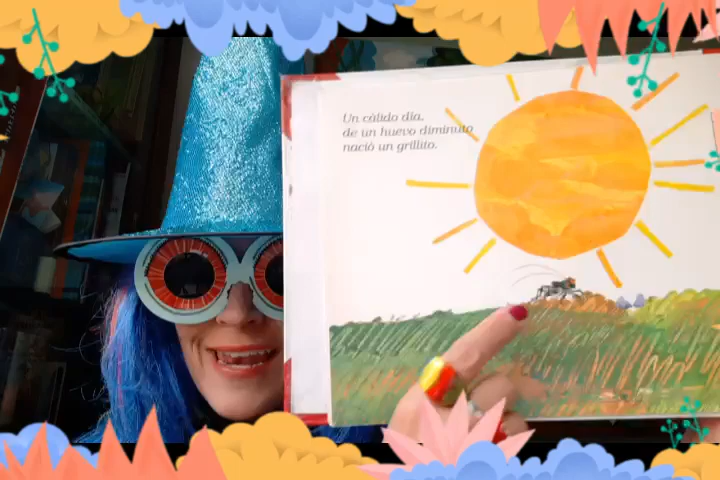 Un cálido día,
de un huevo diminuto
nació un grillito.